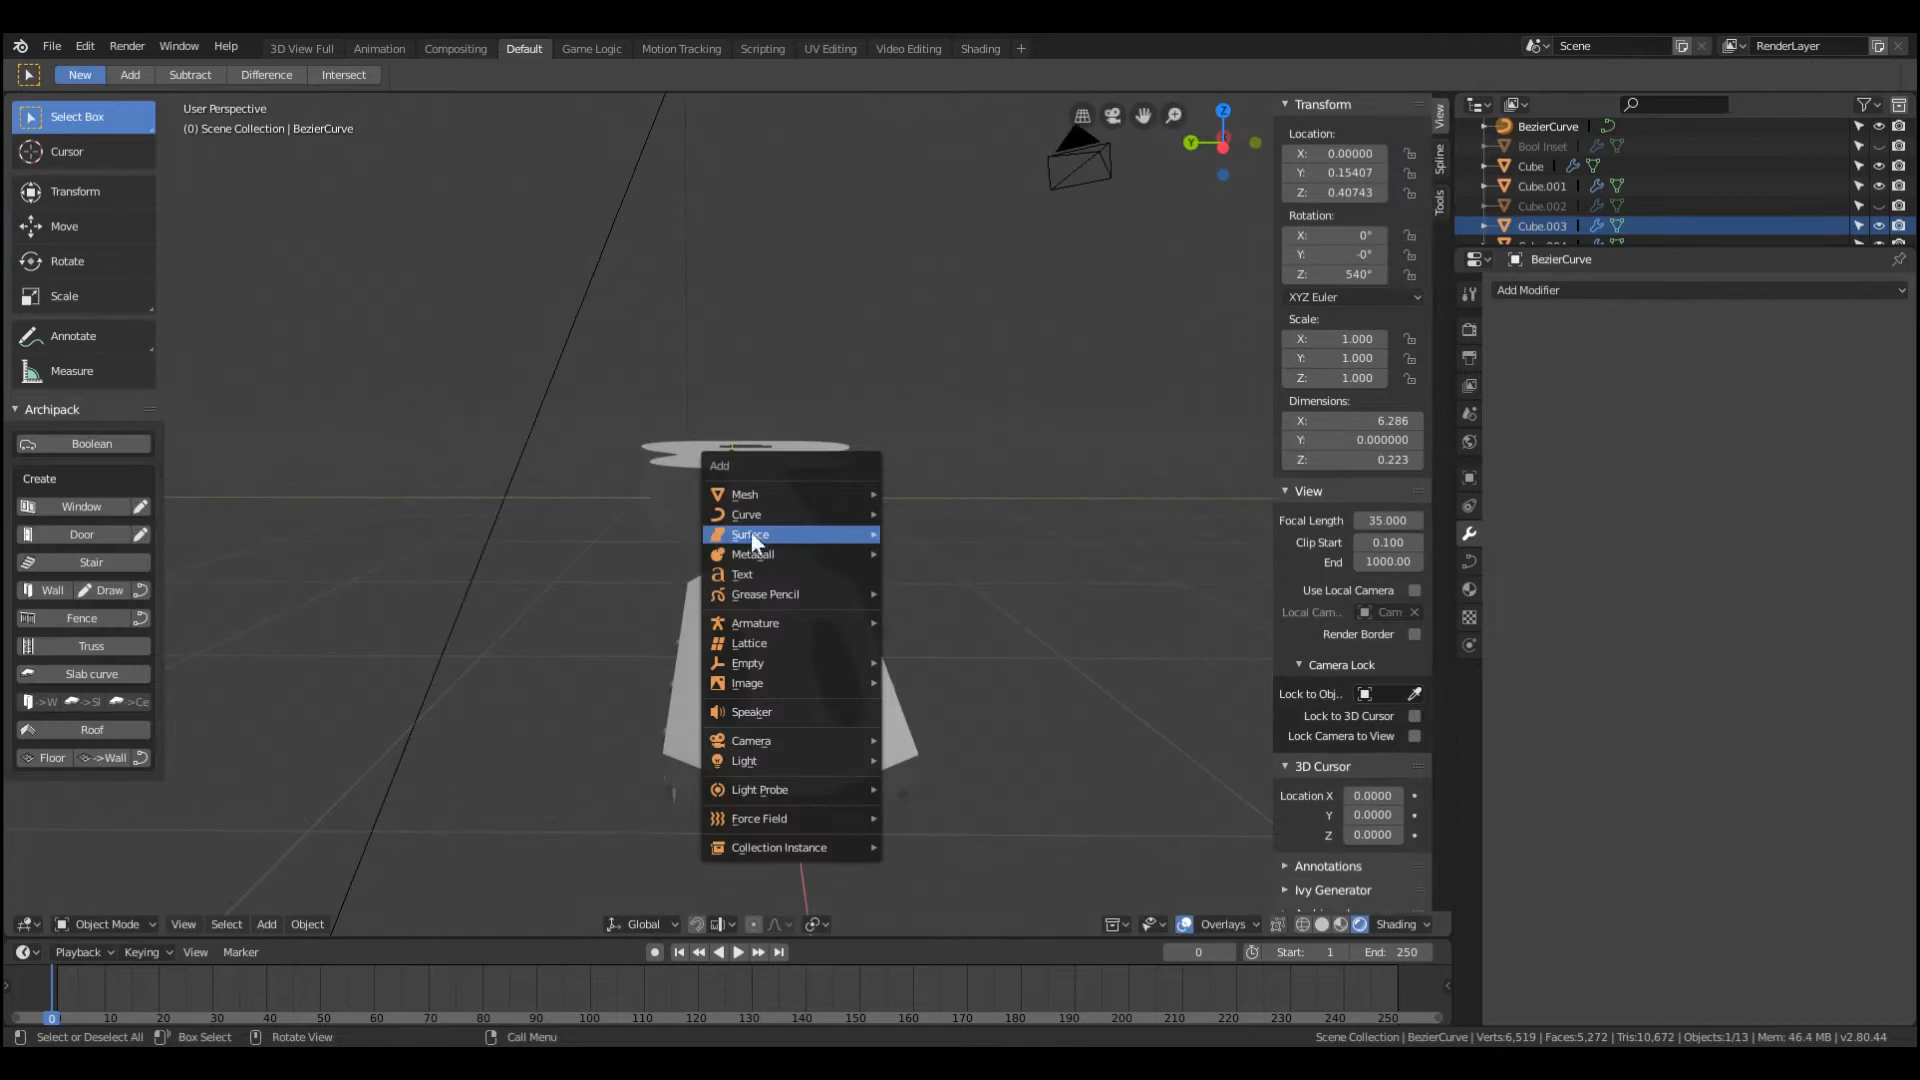 File Edit Render Window Help 3D View Full Animation Compositing Default Game Logic Motion Tracking Scripting UV Editing Video Editing Shading + Scene RenderLayer
New Add Subtract Difference Intersect
Select Box
Cursor
Transform
Move
Rotate
Scale
Annotate
Measure
Archipack
Boolean
Create
Window
Door
Stair
Wall Draw
Fence
Truss
Slab curve
->W ->Sl ->Ce
Roof
Floor ->Wall
User Perspective
(0) Scene Collection | BezierCurve
Z
Y
Add
Mesh
Curve
Surface
Metaball
Text
Grease Pencil
Armature
Lattice
Empty
Image
Speaker
Camera
Light
Light Probe
Force Field
Collection Instance
Transform
Location:
X: 0.00000
Y: 0.15407
Z: 0.40743
Rotation:
X: 0°
Y: -0°
Z: 540°
XYZ Euler
Scale:
X: 1.000
Y: 1.000
Z: 1.000
Dimensions:
X: 6.286
Y: 0.000000
Z: 0.223
View
Focal Length 35.000
Clip Start 0.100
End 1000.00
Use Local Camera
Local Cam.. Cam
Render Border
Camera Lock
Lock to Obj..
Lock to 3D Cursor
Lock Camera to View
3D Cursor
Location X 0.0000
Y 0.0000
Z 0.0000
Annotations
Ivy Generator
View
Spline
Tools
BezierCurve
Bool Inset
Cube
Cube.001
Cube.002
Cube.003
BezierCurve
Add Modifier
Object Mode View Select Add Object Global Overlays Shading
Playback Keying View Marker 0 Start: 1 End: 250
0 10 20 30 40 50 60 70 80 90 100 110 120 130 140 150 160 170 180 190 200 210 220 230 240 250
Select or Deselect All Box Select Rotate View Call Menu Scene Collection | BezierCurve | Verts:6,519 | Faces:5,272 | Tris:10,672 | Objects:1/13 | Mem: 46.4 MB | v2.80.44